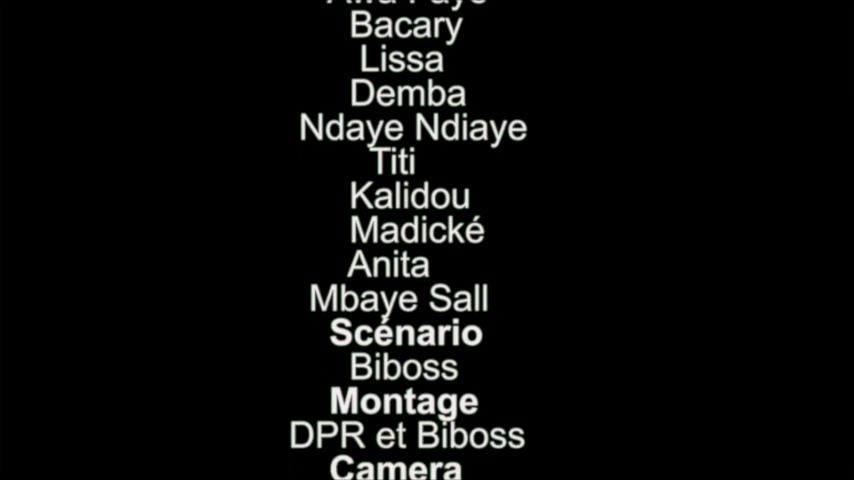 Bacary
Lissa
Demba
Ndaye Ndiaye
Titi
Kalidou
Madické
Anita
Mbaye Sall
Scénario
Biboss
Montage
DPR et Biboss
Camera